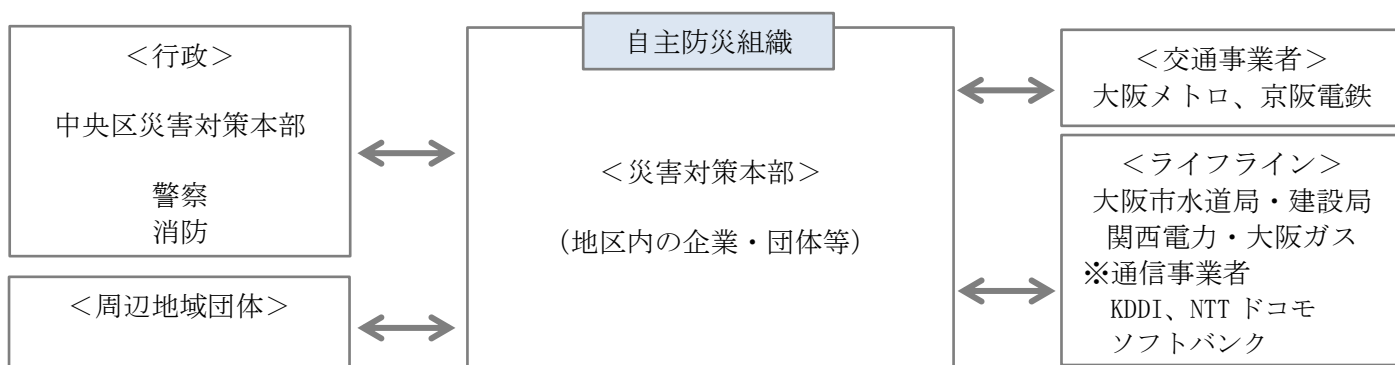 ＜行政＞
中央区災害対策本部
警察
消防
＜周辺地域団体＞
自主防災組織
＜災害対策本部＞
（地区内の企業・団体等）
＜交通事業者＞
大阪メトロ、京阪電鉄
＜ライフライン＞
大阪市水道局・建設局
関西電力・大阪ガス
※通信事業者
KDDI、NTT ドコモ
ソフトバンク